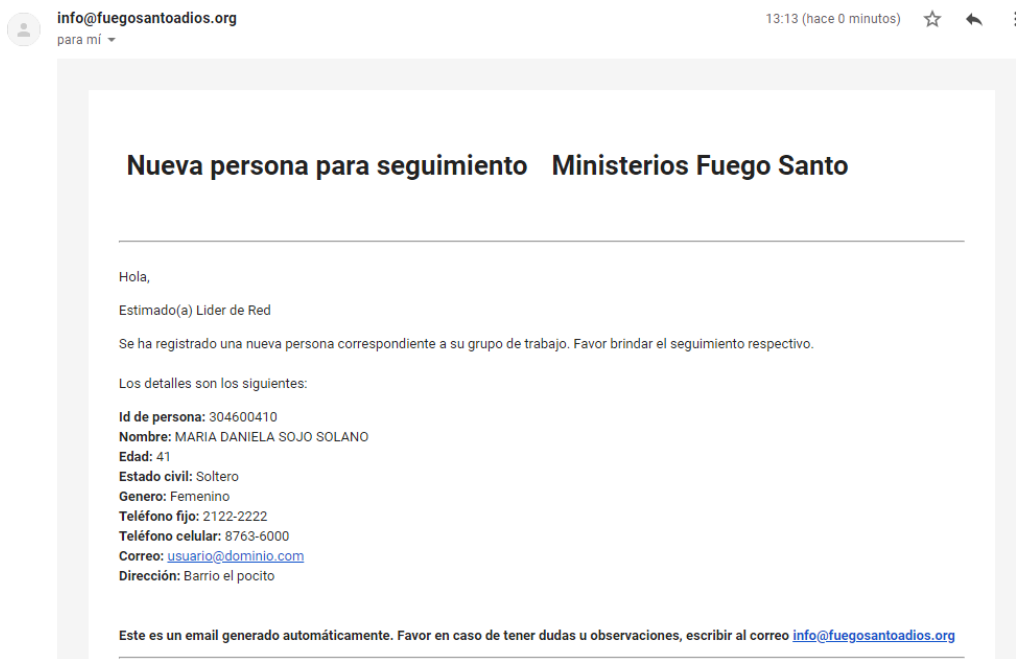 info@fuegosantoadios.org
13:13 (hace 0 minutos)
para mí
Nueva persona para seguimiento Ministerios Fuego Santo
Hola,
Estimado(a) Lider de Red
Se ha registrado una nueva persona correspondiente a su grupo de trabajo. Favor brindar el seguimiento respectivo.
Los detalles son los siguientes:
Id de persona: 304600410
Nombre: MARIA DANIELA SOJO SOLANO
Edad: 41
Estado civil: Soltero
Genero: Femenino
Teléfono fijo: 2122-2222
Teléfono celular: 8763-6000
Correo: usuario@dominio.com
Dirección: Barrio el pocito
Este es un email generado automáticamente. Favor en caso de tener dudas u observaciones, escribir al correo info@fuegosantoadios.org